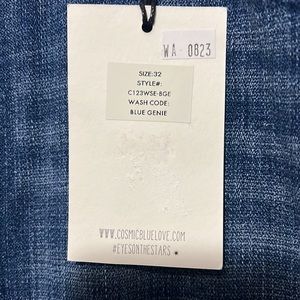 WA-0823
SIZE:32
STYLE#:
C123WSE-BGE
WASH CODE:
BLUE GENIE
WWW.COSMICBLUELOVE.COM
#EYESONTHESTARS